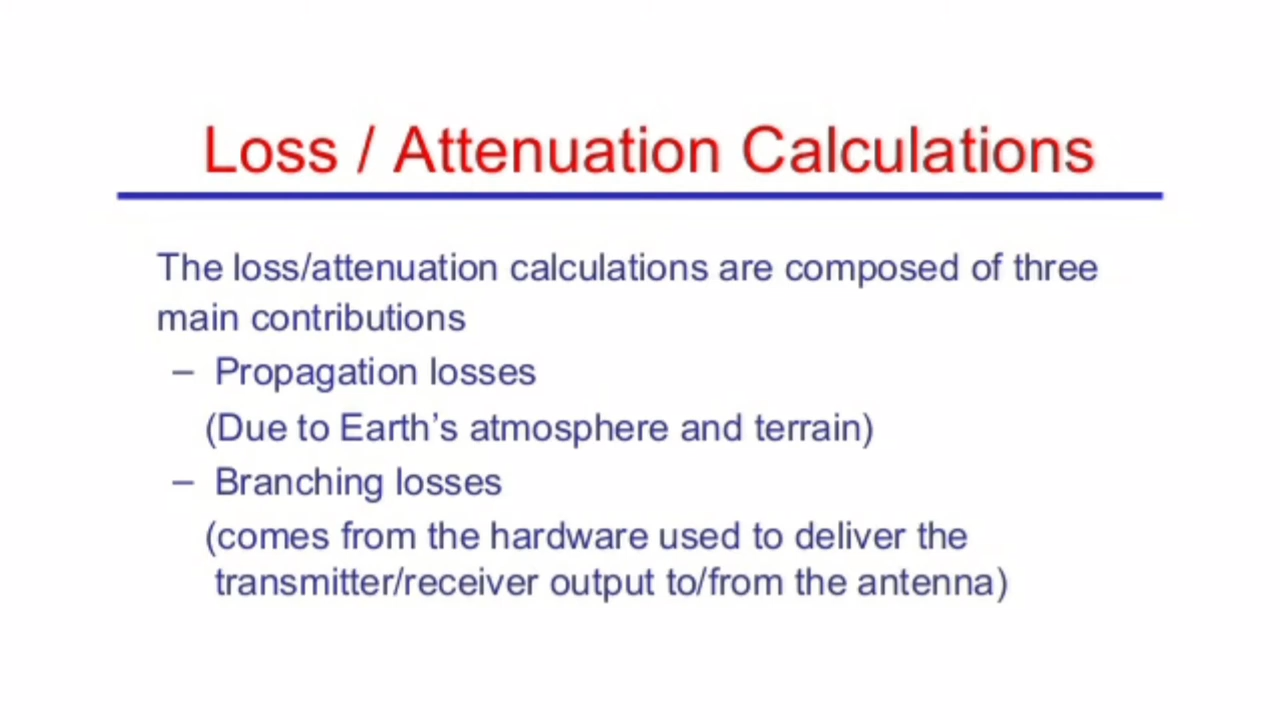 Loss / Attenuation Calculations
The loss/attenuation calculations are composed of three
main contributions
– Propagation losses
(Due to Earth’s atmosphere and terrain)
– Branching losses
(comes from the hardware used to deliver the
transmitter/receiver output to/from the antenna)